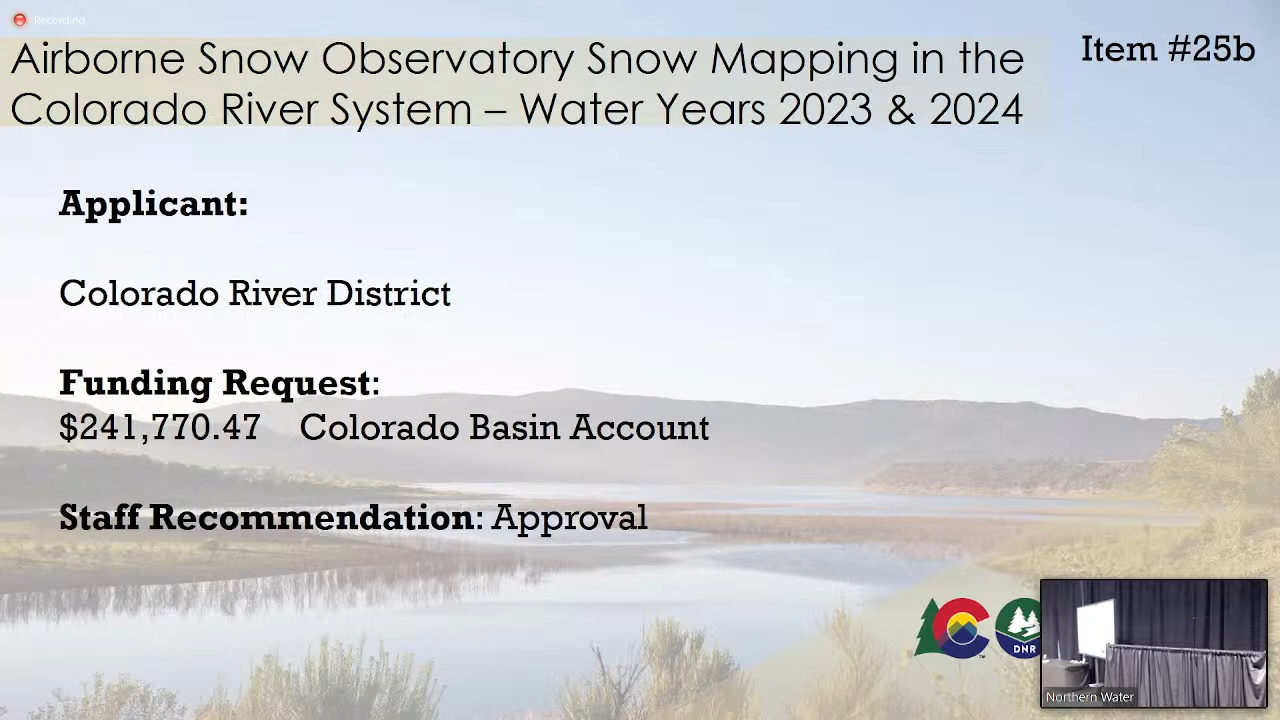 Recording
Airborne Snow Observatory Snow Mapping in the
Colorado River System – Water Years 2023 & 2024
Item #25b
Applicant:
Colorado River District
Funding Request:
$241,770.47 Colorado Basin Account
Staff Recommendation: Approval
DNR
Northern Water